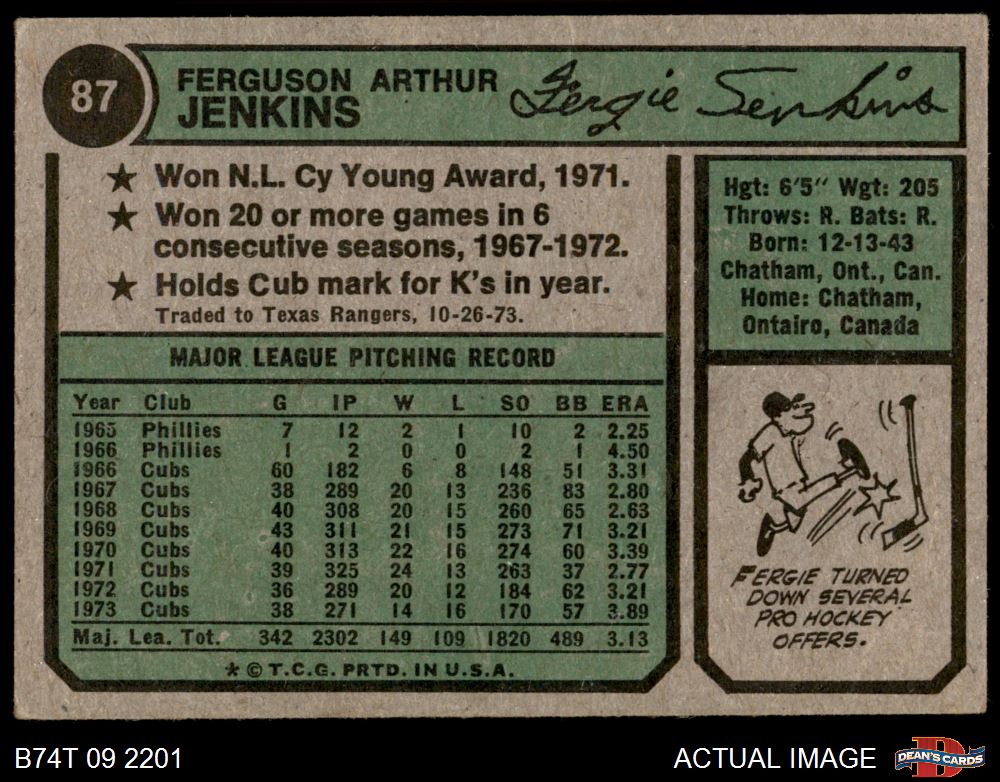 87
FERGUSON ARTHUR
JENKINS
Fergie Jenkins
★ Won N.L. Cy Young Award, 1971.
★ Won 20 or more games in 6
consecutive seasons, 1967-1972.
★ Holds Cub mark for K's in year.
Traded to Texas Rangers, 10-26-73.
MAJOR LEAGUE PITCHING RECORD
Year Club G IP W L SO BB ERA
1965 Phillies 7 12 2 1 10 2 2.25
1966 Phillies 1 2 0 0 2 1 4.50
1966 Cubs 60 182 6 8 148 51 3.31
1967 Cubs 38 289 20 13 236 83 2.80
1968 Cubs 40 308 20 15 260 65 2.63
1969 Cubs 43 311 21 15 273 71 3.21
1970 Cubs 40 313 22 16 274 60 3.39
1971 Cubs 39 325 24 13 263 37 2.77
1972 Cubs 36 289 20 12 184 62 3.21
1973 Cubs 38 271 14 16 170 57 3.89
Maj. Lea. Tot. 342 2302 149 109 1820 489 3.13
* © T.C.G. PRTD. IN U.S.A.
Hgt: 6'5" Wgt: 205
Throws: R. Bats: R.
Born: 12-13-43
Chatham, Ont., Can.
Home: Chatham,
Ontairo, Canada
FERGIE TURNED
DOWN SEVERAL
PRO HOCKEY
OFFERS.
B74T 09 2201
ACTUAL IMAGE
D
DEAN'S CARDS